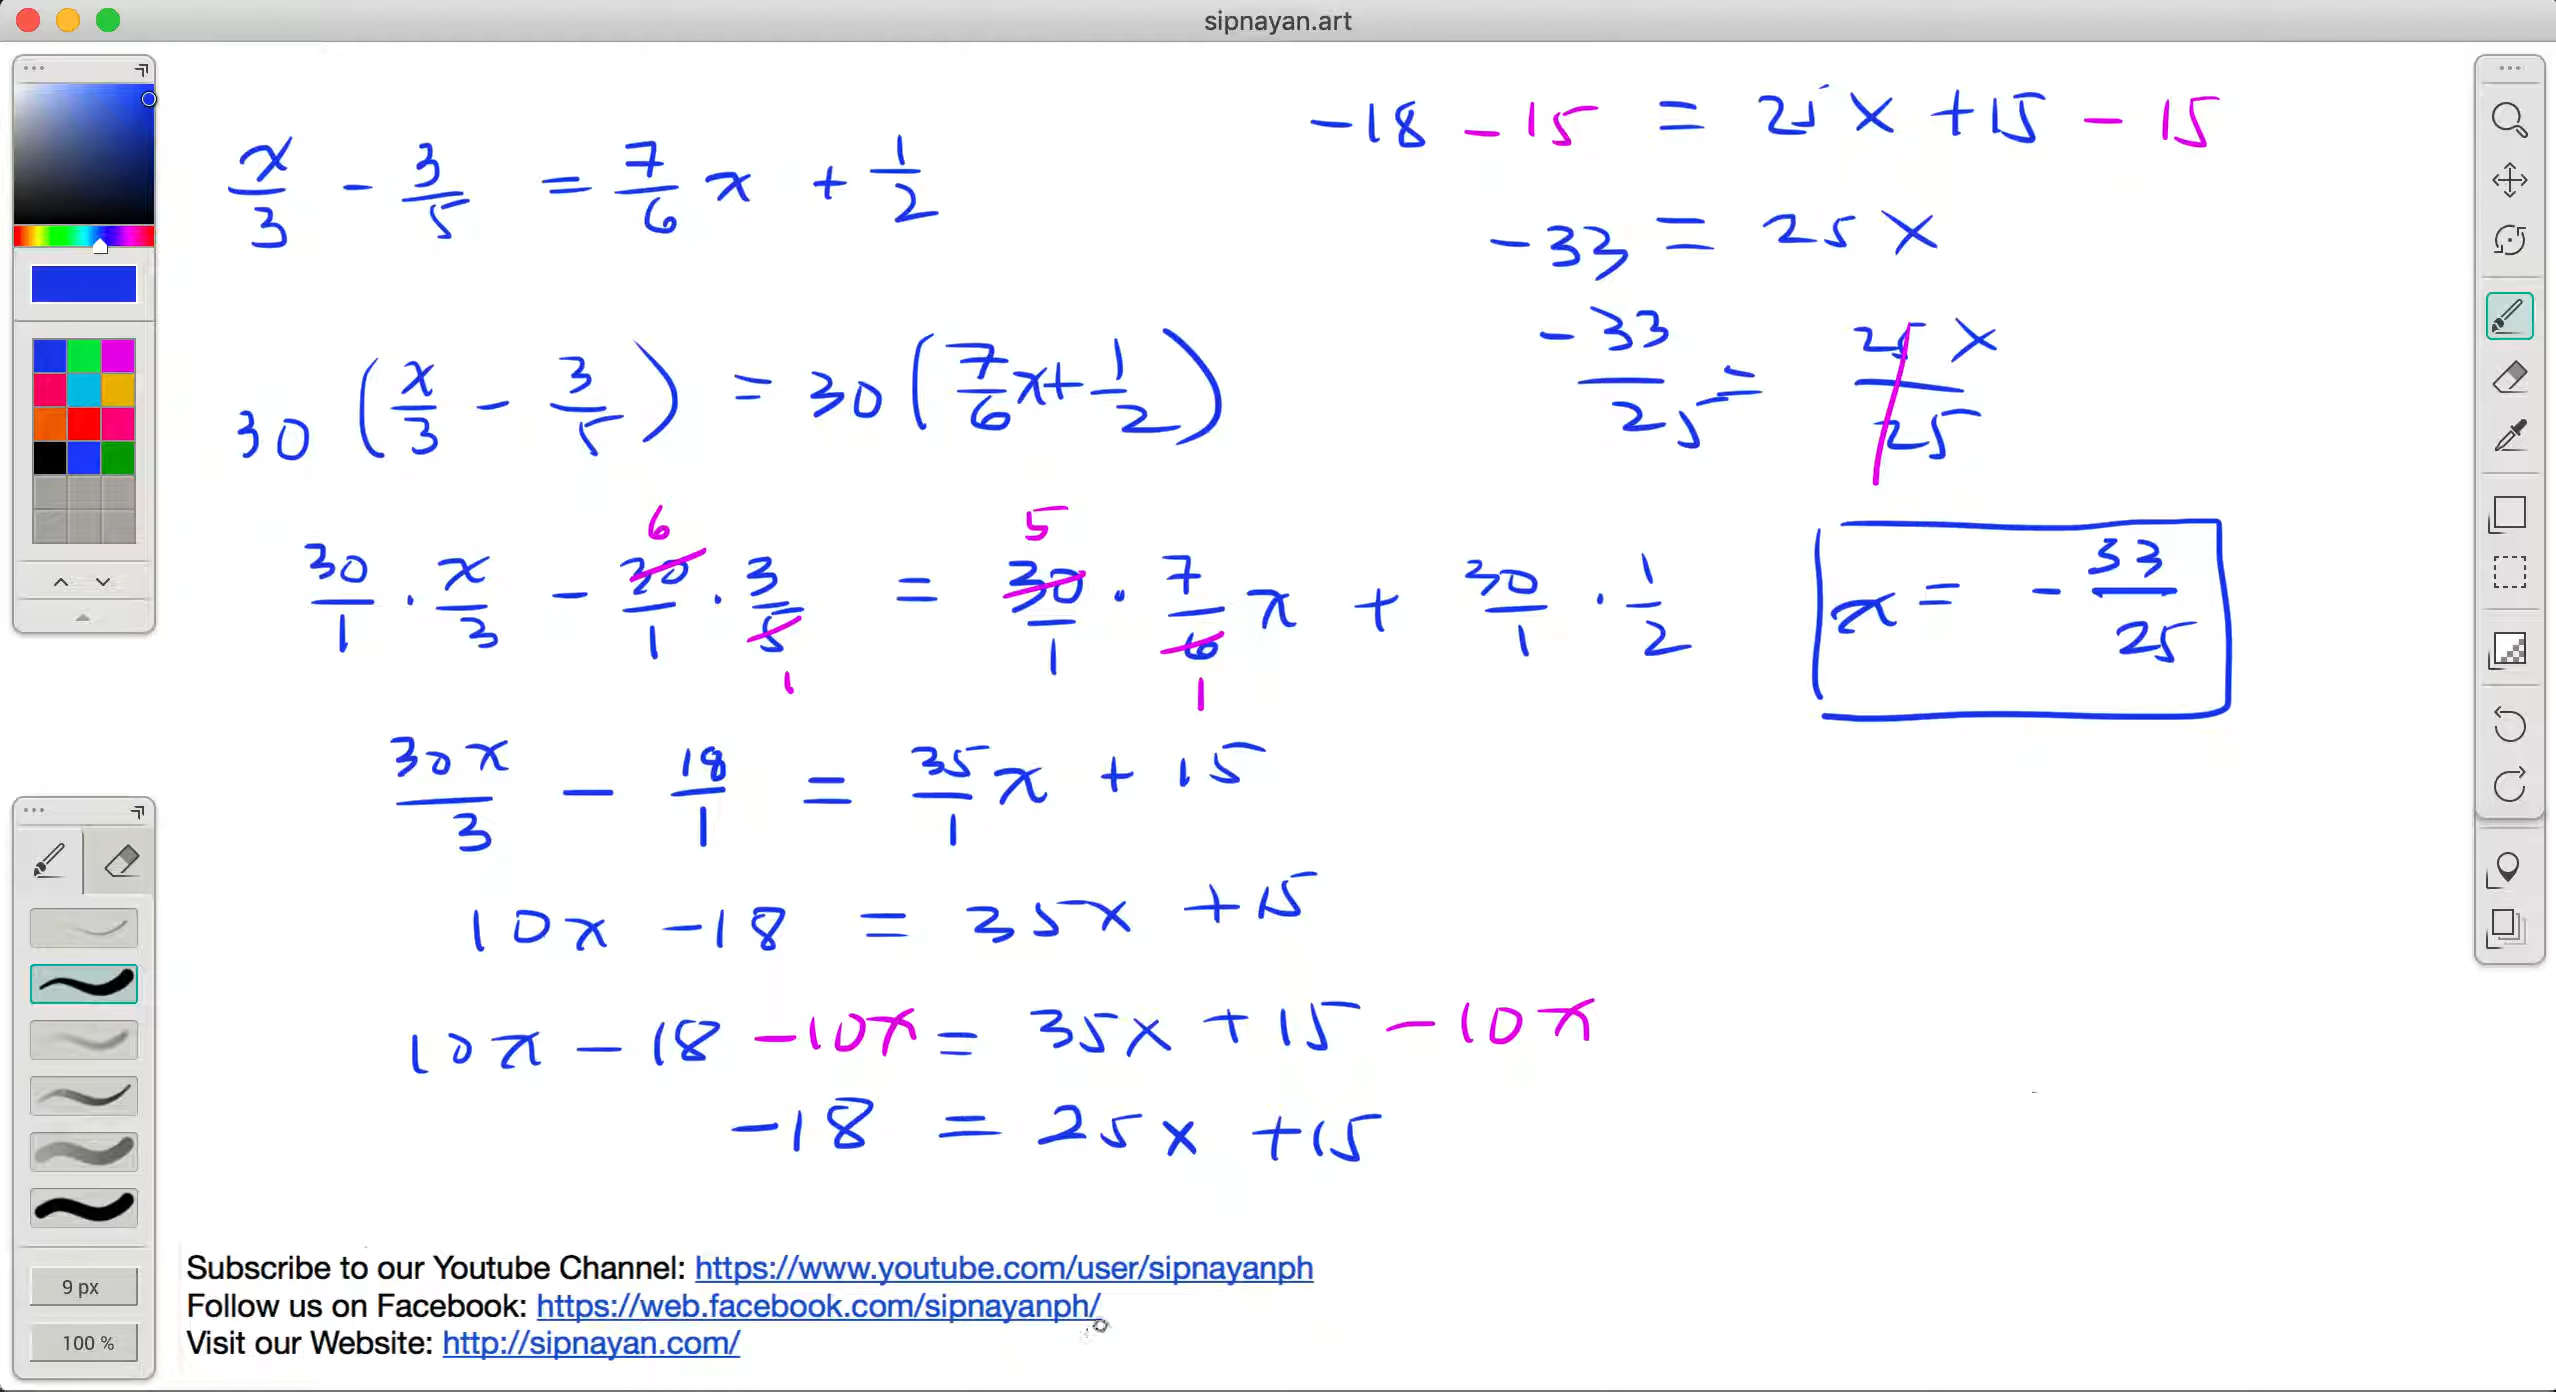 sipnayan.art
x/3 - 3/5 = 7/6 x + 1/2
30 (x/3 - 3/5) = 30 (7/6 x + 1/2)
6 5
30/1 · x/3 - 30/1 · 3/5 = 30/1 · 7/6 x + 30/1 · 1/2
1 1
30x/3 - 18/1 = 35/1 x + 15
10x - 18 = 35x + 15
10x - 18 - 10x = 35x + 15 - 10x
-18 = 25x + 15
-18 - 15 = 25x + 15 - 15
-33 = 25x
-33/25 = 25x/25
x = - 33/25
9 px
100 %
Subscribe to our Youtube Channel: https://www.youtube.com/user/sipnayanph
Follow us on Facebook: https://web.facebook.com/sipnayanph/
Visit our Website: http://sipnayan.com/